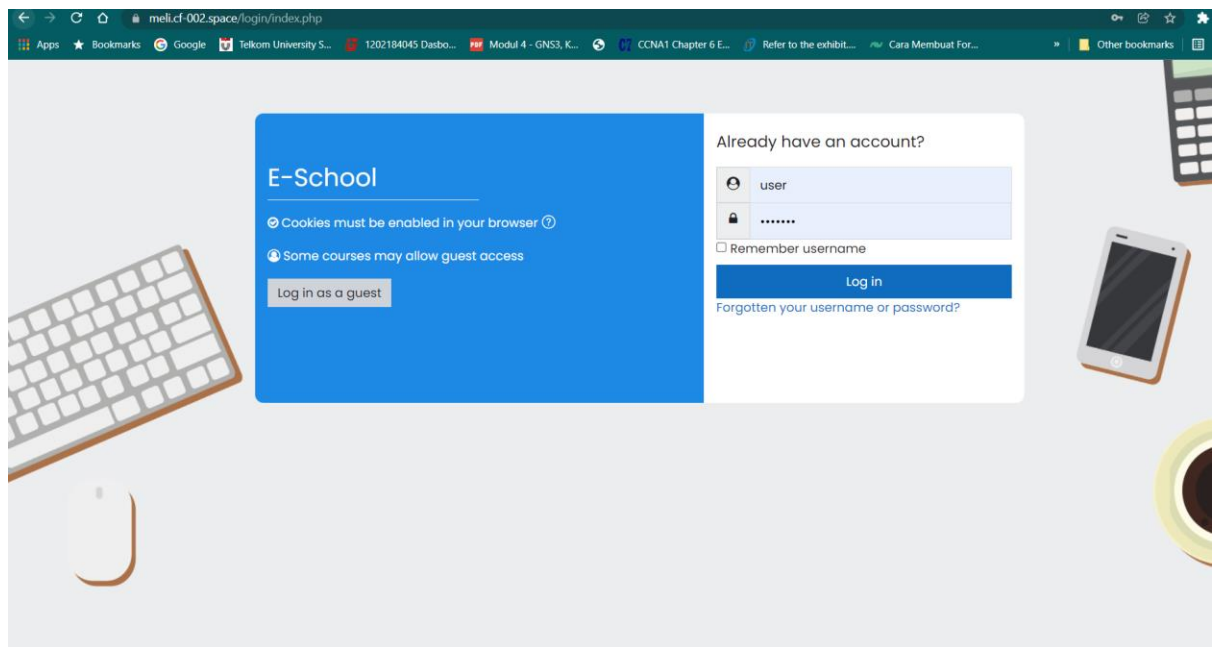 meli.cf-002.space/login/index.php
Apps Bookmarks Google Telkom University S... 1202184045 Dasbo... PDF Modul 4 - GNS3, K... C7 CCNA1 Chapter 6 E... Refer to the exhibit.... Cara Membuat For... » Other bookmarks
Already have an account?
E-School
user
Cookies must be enabled in your browser
•••••••
Remember username
Some courses may allow guest access
Log in
Log in as a guest
Forgotten your username or password?